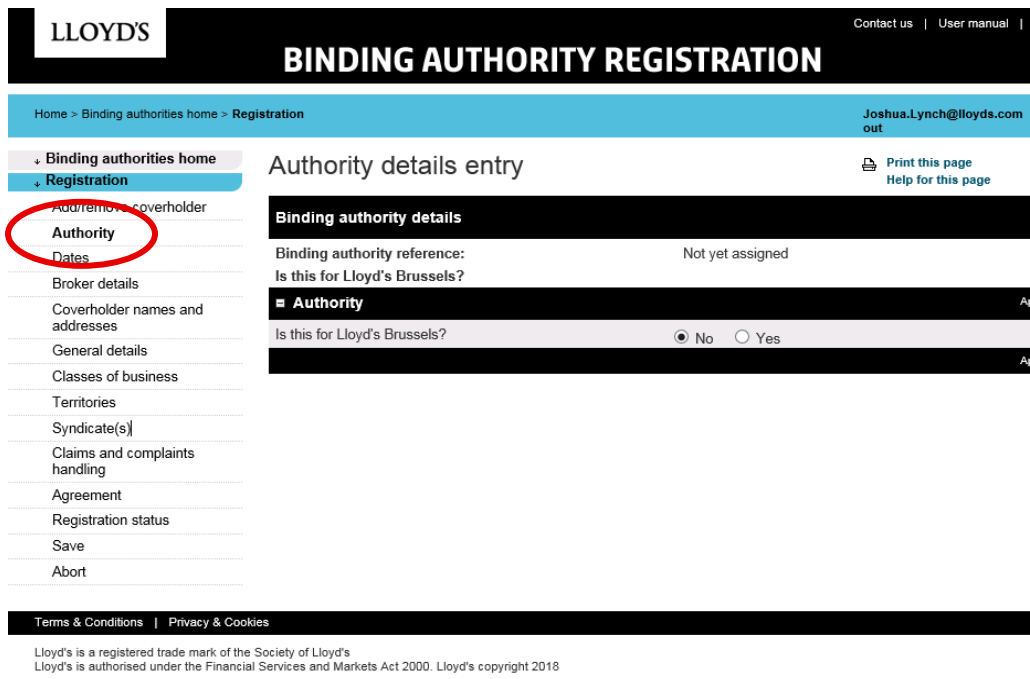 LLOYD'S
Contact us | User manual |
BINDING AUTHORITY REGISTRATION
Home > Binding authorities home > Registration
Joshua.Lynch@lloyds.com
out
Binding authorities home
Registration
Add/remove coverholder
Authority
Dates
Broker details
Coverholder names and
addresses
General details
Classes of business
Territories
Syndicate(s)
Claims and complaints
handling
Agreement
Registration status
Save
Abort
Authority details entry
Print this page
Help for this page
Binding authority details
Binding authority reference: Not yet assigned
Is this for Lloyd's Brussels?
Authority
Is this for Lloyd's Brussels? No Yes
Terms & Conditions | Privacy & Cookies
Lloyd's is a registered trade mark of the Society of Lloyd's
Lloyd's is authorised under the Financial Services and Markets Act 2000. Lloyd's copyright 2018